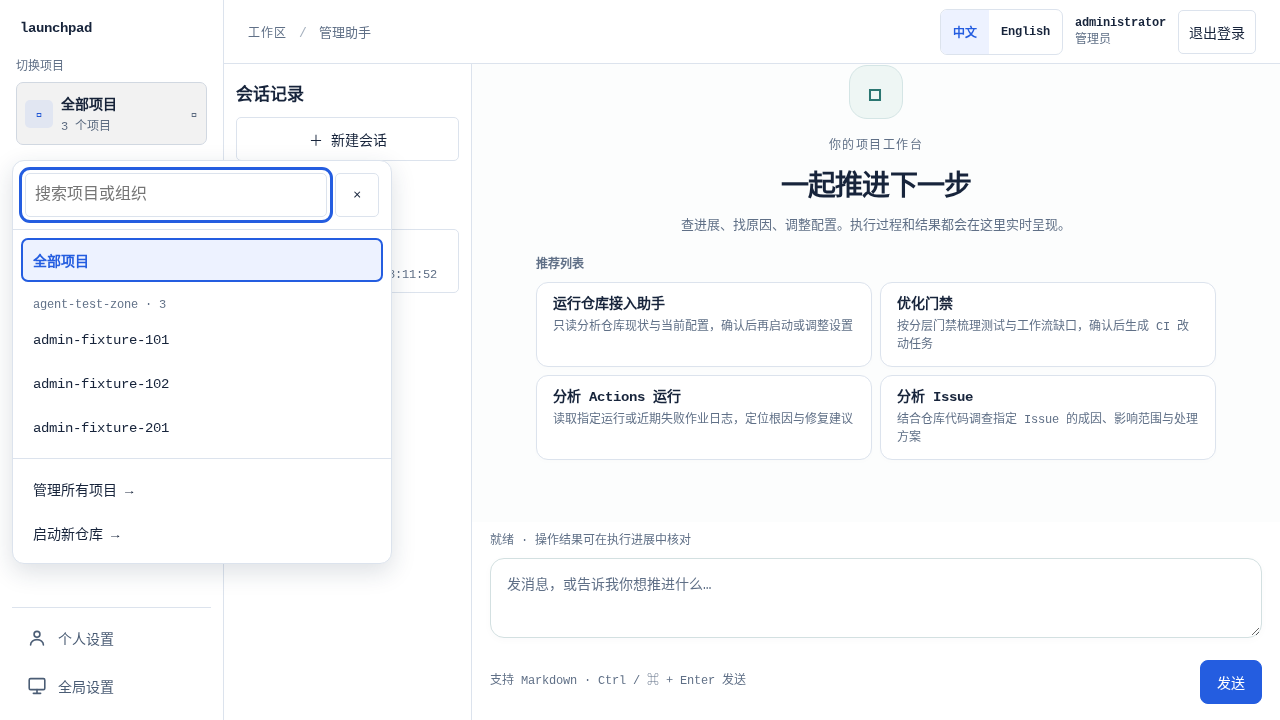 launchpad
切换项目
全部项目
3 个项目
搜索项目或组织
×
全部项目
agent-test-zone · 3
admin-fixture-101
admin-fixture-102
admin-fixture-201
管理所有项目 →
启动新仓库 →
个人设置
全局设置
工作区 / 管理助手
中文
English
administrator
管理员
退出登录
会话记录
＋ 新建会话
:11:52
你的项目工作台
一起推进下一步
查进展、找原因、调整配置。执行过程和结果都会在这里实时呈现。
推荐列表
运行仓库接入助手
只读分析仓库现状与当前配置，确认后再启动或调整设置
优化门禁
按分层门禁梳理测试与工作流缺口，确认后生成 CI 改
动任务
分析 Actions 运行
读取指定运行或近期失败作业日志，定位根因与修复建议
分析 Issue
结合仓库代码调查指定 Issue 的成因、影响范围与处理
方案
就绪 · 操作结果可在执行进展中核对
发消息，或告诉我你想推进什么…
支持 Markdown · Ctrl / ⌘ + Enter 发送
发送